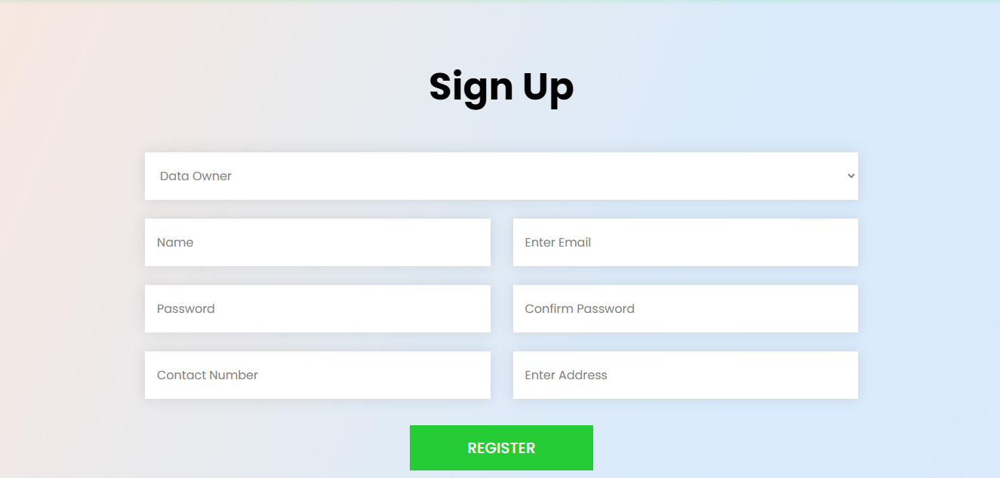 Sign Up
Data Owner
Name
Enter Email
Password
Confirm Password
Contact Number
Enter Address
REGISTER